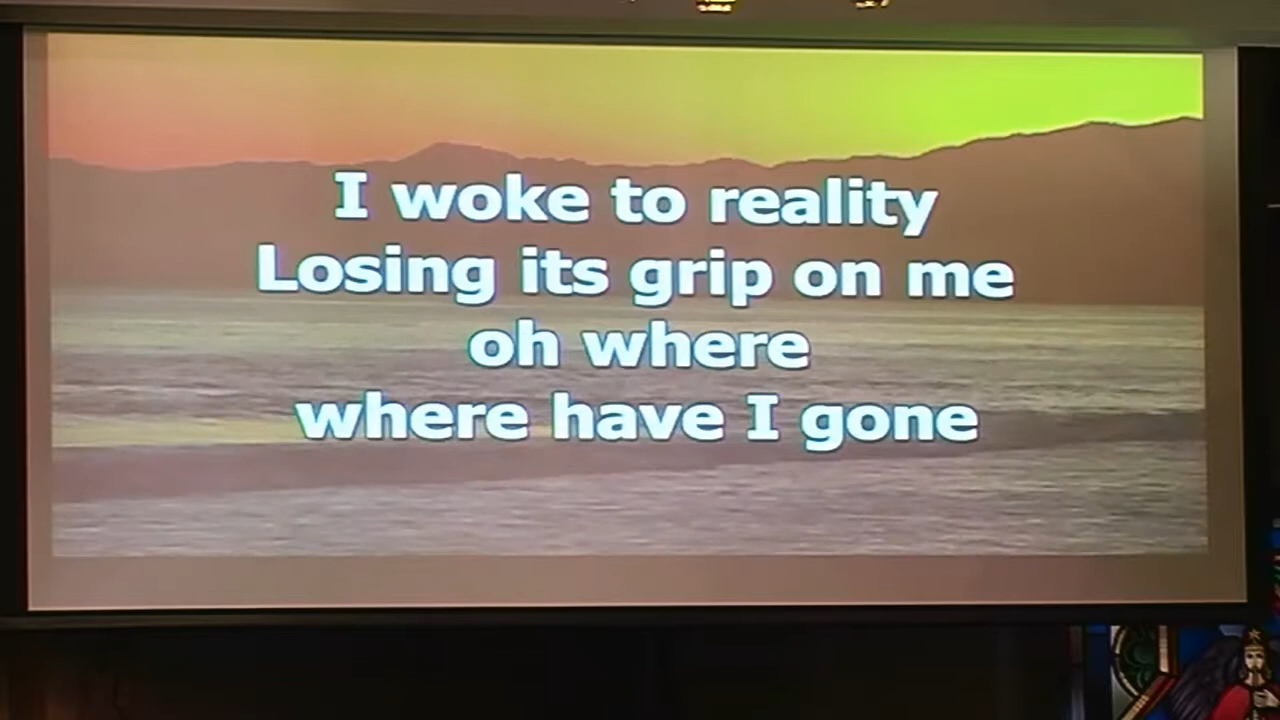 I woke to reality
Losing its grip on me
oh where
where have I gone